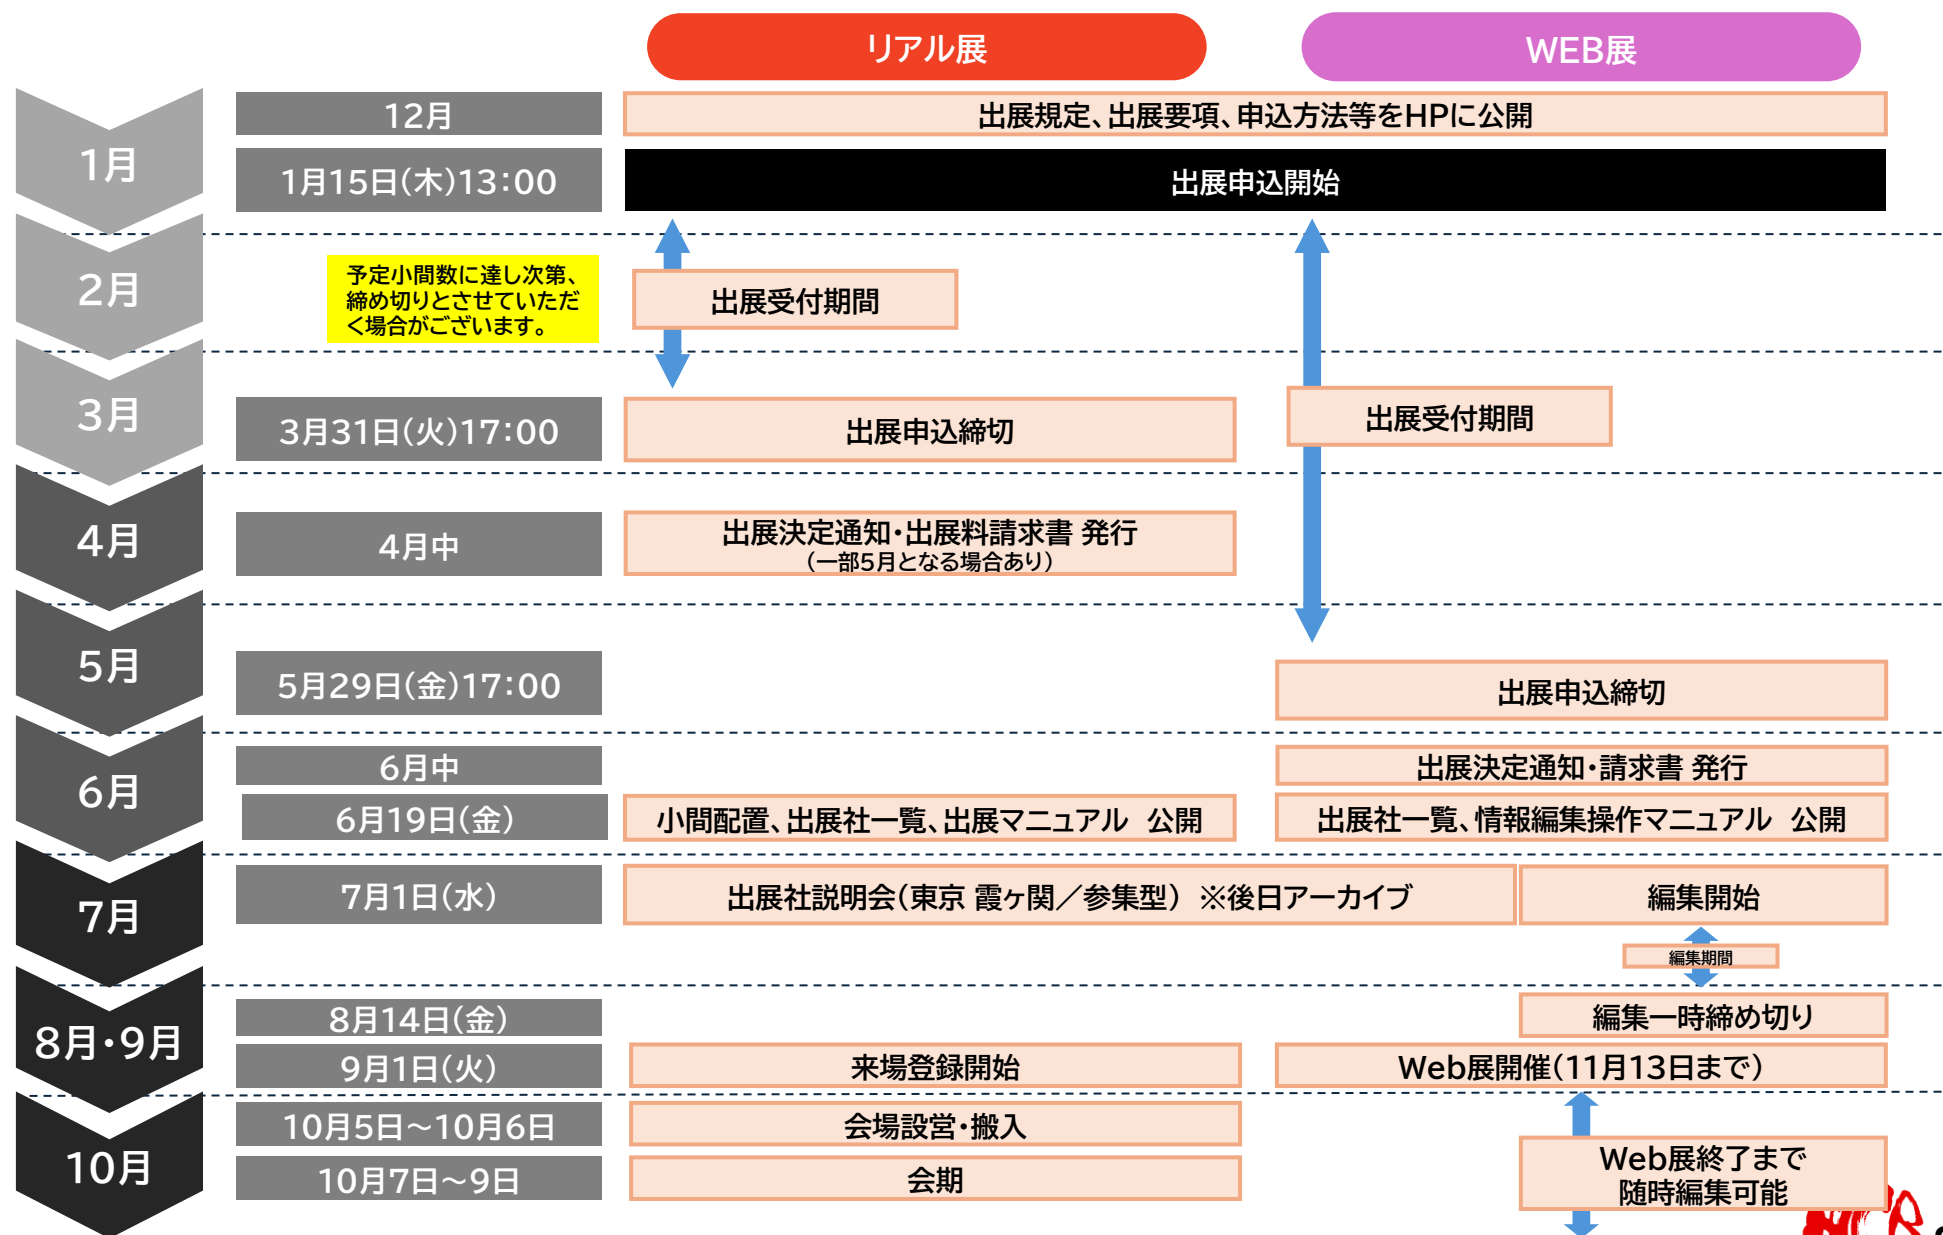 リアル展
WEB展
1月
12月
出展規定、出展要項、申込方法等をHPに公開
1月15日(木)13:00
出展申込開始
2月
予定小間数に達し次第、
締め切りとさせていただ
く場合がございます。
出展受付期間
3月
3月31日(火)17:00
出展申込締切
出展受付期間
4月
4月中
出展決定通知・出展料請求書 発行
(一部5月となる場合あり)
5月
5月29日(金)17:00
出展申込締切
6月
6月中
出展決定通知・請求書 発行
6月19日(金)
小間配置、出展社一覧、出展マニュアル 公開
出展社一覧、情報編集操作マニュアル 公開
7月
7月1日(水)
出展社説明会(東京 霞ヶ関／参集型) ※後日アーカイブ
編集開始
編集期間
8月・9月
8月14日(金)
編集一時締め切り
9月1日(火)
来場登録開始
Web展開催(11月13日まで)
10月
10月5日～10月6日
会場設営・搬入
10月7日～9日
会期
Web展終了まで
随時編集可能